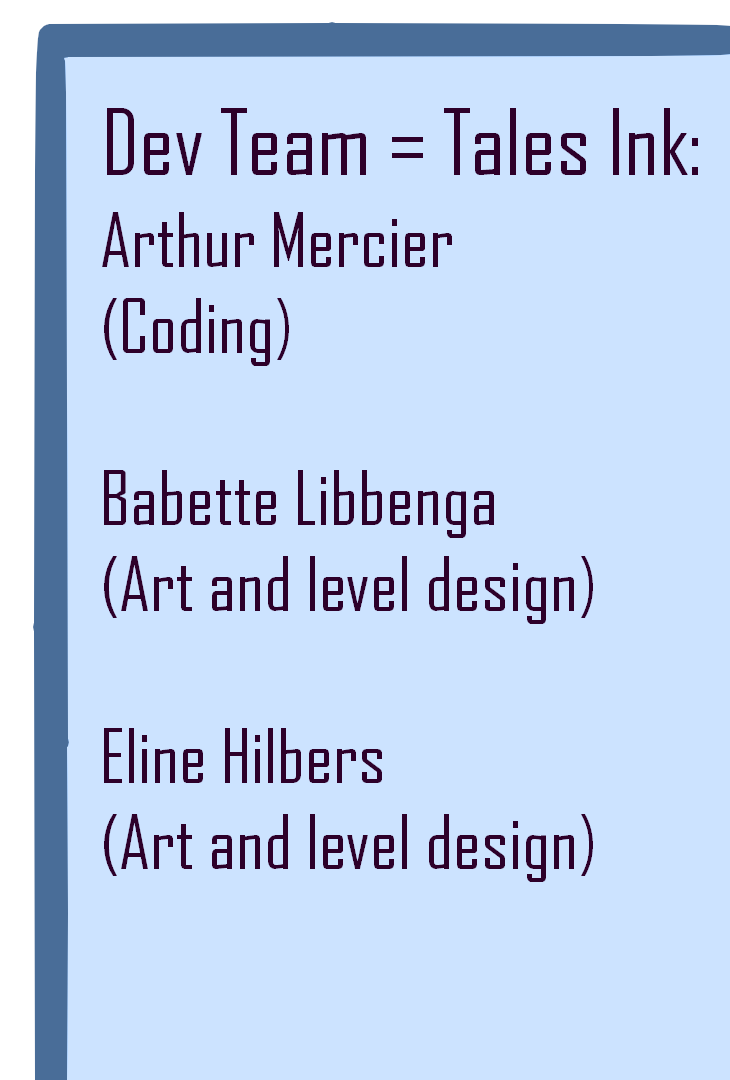 Dev Team = Tales Ink:
Arthur Mercier
(Coding)
Babette Libbenga
(Art and level design)
Eline Hilbers
(Art and level design)